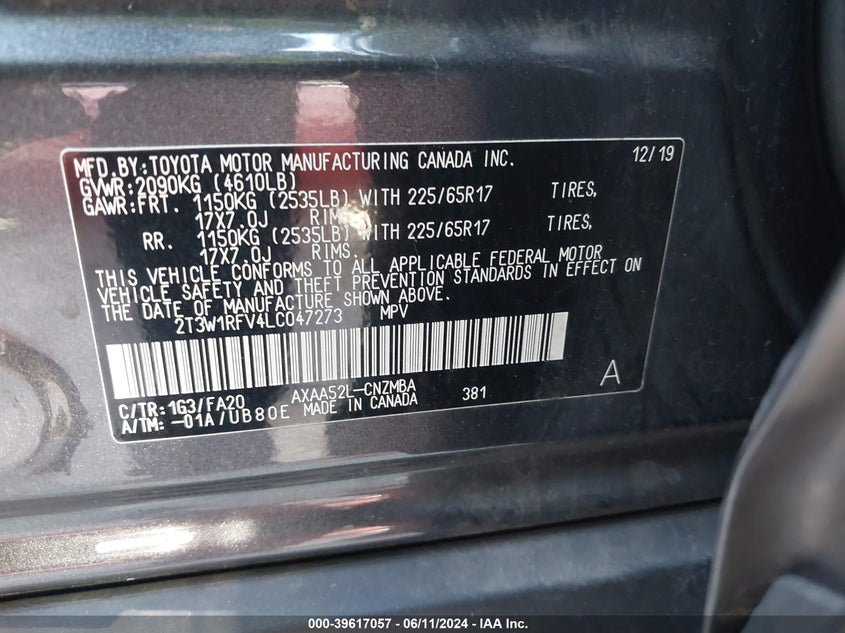 MFD.BY:TOYOTA MOTOR MANUFACTURING CANADA INC. 12/19
GVWR:2090KG (4610LB)
GAWR:FRT. 1150KG (2535LB) WITH 225/65R17 TIRES,
17X7.0J RIMS.
RR. 1150KG (2535LB) WITH 225/65R17 TIRES,
17X7.0J RIMS.
THIS VEHICLE CONFORMS TO ALL APPLICABLE FEDERAL MOTOR
VEHICLE SAFETY AND THEFT PREVENTION STANDARDS IN EFFECT ON
THE DATE OF MANUFACTURE SHOWN ABOVE.
2T3W1RFV4LC047273 MPV
A
C/TR:1G3/FA20 AXAA52L-CNZMBA 381
A/TM:-01A/UB80E MADE IN CANADA
000-39617057 - 06/11/2024 - IAA Inc.